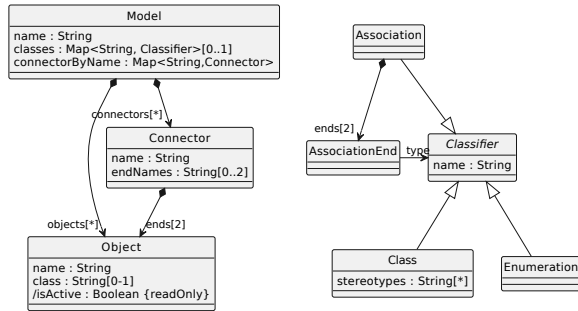 Model
name : String
classes : Map<String, Classifier>[0..1]
connectorByName : Map<String,Connector>
connectors[*]
Connector
name : String
endNames : String[0..2]
objects[*]
ends[2]
Object
name : String
class : String[0-1]
/isActive : Boolean {readOnly}
Association
ends[2]
AssociationEnd
type
Classifier
name : String
Class
stereotypes : String[*]
Enumeration